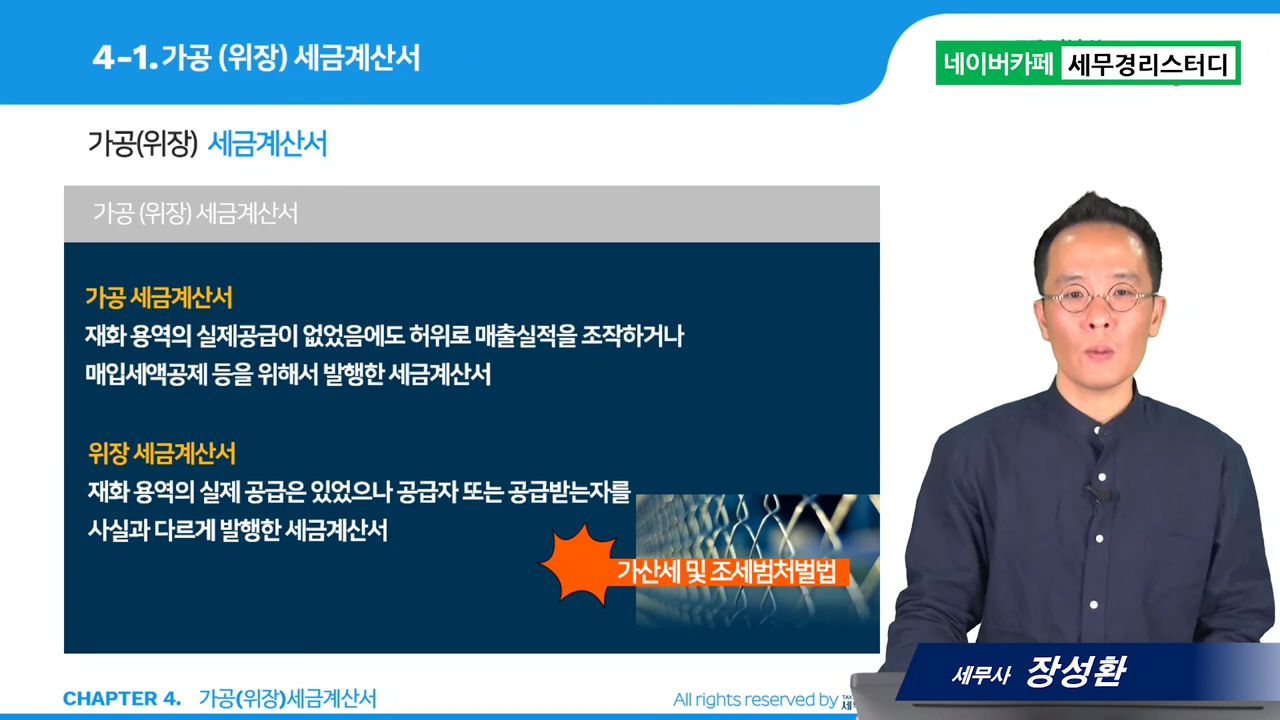 4-1. 가공 (위장) 세금계산서
네이버카페 세무경리스터디
가공(위장) 세금계산서
가공 (위장) 세금계산서
가공 세금계산서
재화 용역의 실제공급이 없었음에도 허위로 매출실적을 조작하거나
매입세액공제 등을 위해서 발행한 세금계산서
위장 세금계산서
재화 용역의 실제 공급은 있었으나 공급자 또는 공급받는자를
사실과 다르게 발행한 세금계산서
가산세 및 조세범처벌법
세무사 장성환
CHAPTER 4. 가공(위장)세금계산서
All rights reserved by